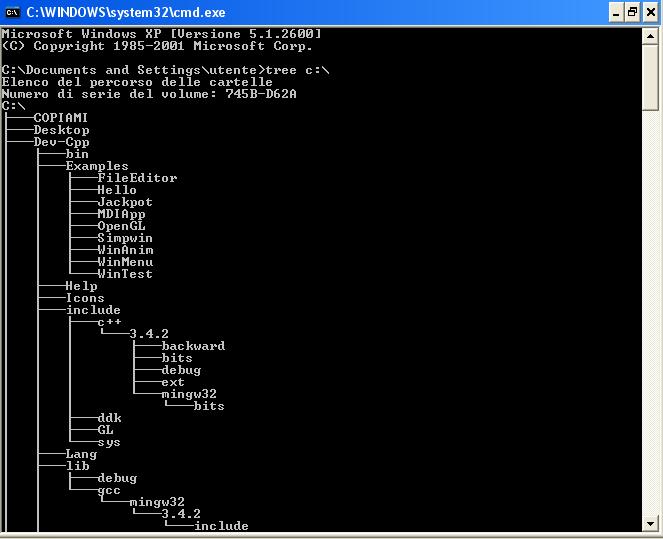 C:\WINDOWS\system32\cmd.exe
Microsoft Windows XP [Versione 5.1.2600]
(C) Copyright 1985-2001 Microsoft Corp.
C:\Documents and Settings\utente>tree c:\
Elenco del percorso delle cartelle
Numero di serie del volume: 745B-D62A
C:\
├───COPIAMI
├───Desktop
├───Dev-Cpp
│   ├───bin
│   ├───Examples
│   │   ├───FileEditor
│   │   ├───Hello
│   │   ├───Jackpot
│   │   ├───MDIApp
│   │   ├───OpenGL
│   │   ├───Simpwin
│   │   ├───WinAnim
│   │   ├───WinMenu
│   │   └───WinTest
│   ├───Help
│   ├───Icons
│   ├───include
│   │   ├───c++
│   │   │   └───3.4.2
│   │   │       ├───backward
│   │   │       ├───bits
│   │   │       ├───debug
│   │   │       ├───ext
│   │   │       └───mingw32
│   │   │           └───bits
│   │   ├───ddk
│   │   ├───GL
│   │   └───sys
│   ├───Lang
│   ├───lib
│   │   ├───debug
│   │   └───gcc
│   │       └───mingw32
│   │           └───3.4.2
│   │               └───include